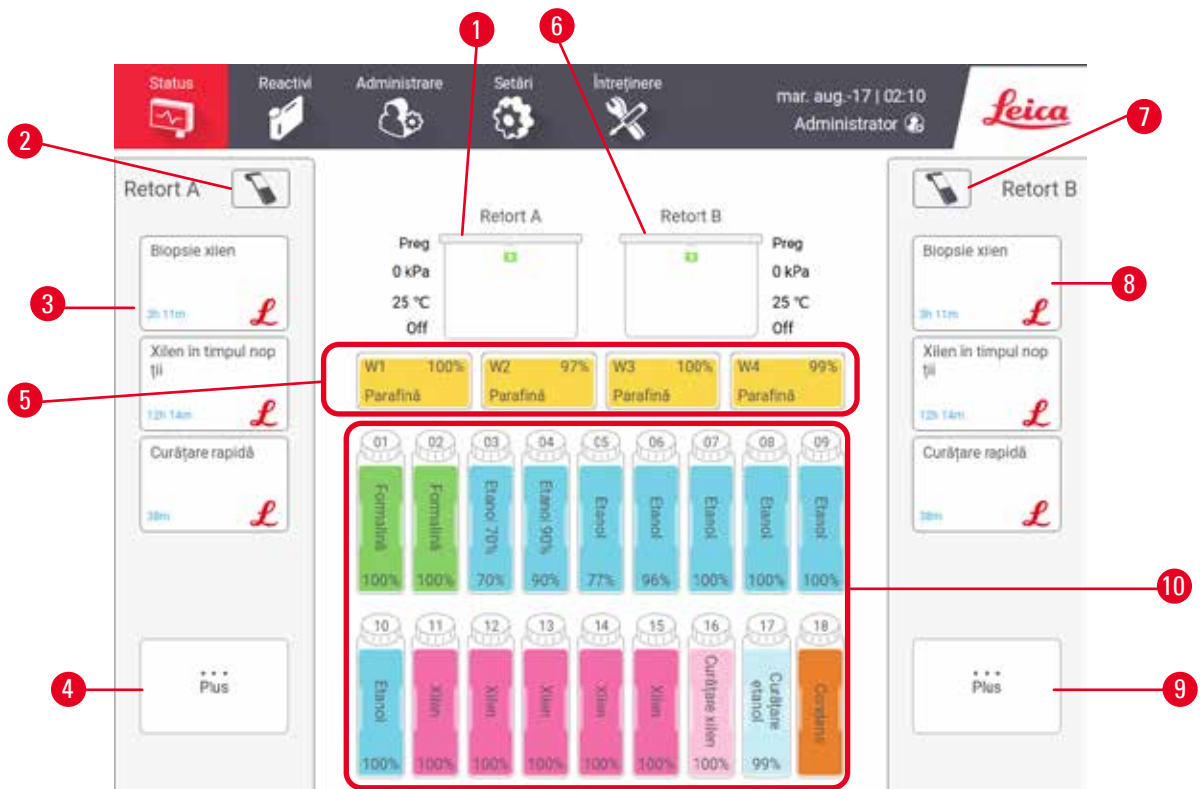 1
6
Status
Reactivi
Administrare
Setări
Întreținere
mar. aug.-17 | 02:10
Administrator
Leica
2
7
Retort A
Retort B
Retort A
Retort B
Preg
0 kPa
25 °C
Off
Preg
0 kPa
25 °C
Off
3
Biopsie xilen
3h 11m
L
Xilen în timpul nop
ții
12h 14m
L
Curățare rapidă
38m
L
8
Biopsie xilen
3h 11m
L
Xilen în timpul nop
ții
12h 14m
L
Curățare rapidă
38m
L
5
W1 100%
Parafină
W2 97%
Parafină
W3 100%
Parafină
W4 99%
Parafină
01 02 03 04 05 06 07 08 09
Formalină
Formalină
Etanol 70%
Etanol 90%
Etanol
Etanol
Etanol
Etanol
Etanol
100% 100% 70% 90% 77% 96% 100% 100% 100%
10
10 11 12 13 14 15 16 17 18
Etanol
Xilen
Xilen
Xilen
Xilen
Xilen
Curățare xilen
Curățare
etanol
Condens
100% 100% 100% 100% 100% 100% 100% 99%
4
...
Plus
9
...
Plus